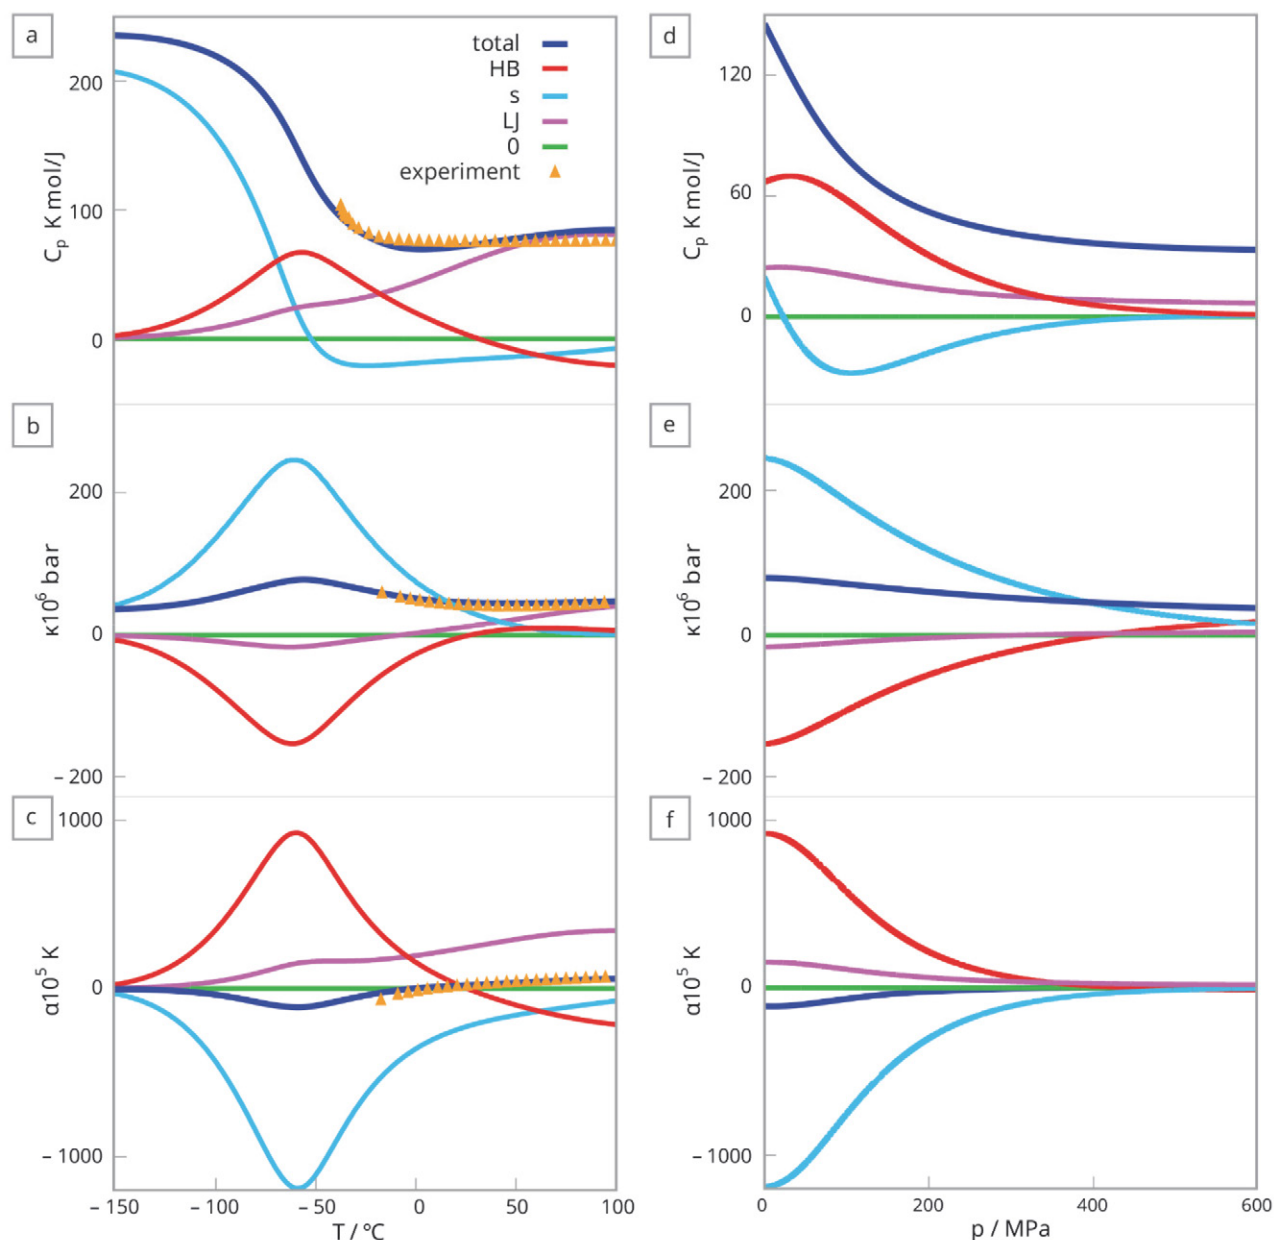 a
200
100
0
C_p K mol/J
total
HB
s
LJ
0
experiment
b
200
0
– 200
κ10⁶ bar
c
1000
0
– 1000
α10⁵ K
– 150
– 100
– 50
0
50
100
T / °C
d
120
60
0
C_p K mol/J
e
200
0
– 200
κ10⁶ bar
f
1000
0
– 1000
α10⁵ K
0
200
400
600
p / MPa